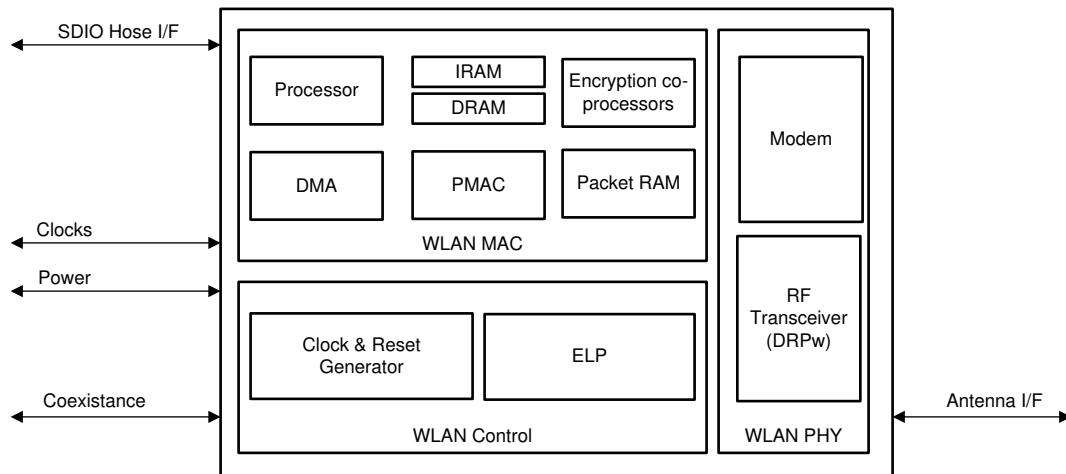 SDIO Hose I/F
Clocks
Power
Coexistance
Processor
IRAM
DRAM
Encryption co-
processors
DMA
PMAC
Packet RAM
WLAN MAC
Clock & Reset
Generator
ELP
WLAN Control
Modem
RF
Transceiver
(DRPw)
WLAN PHY
Antenna I/F